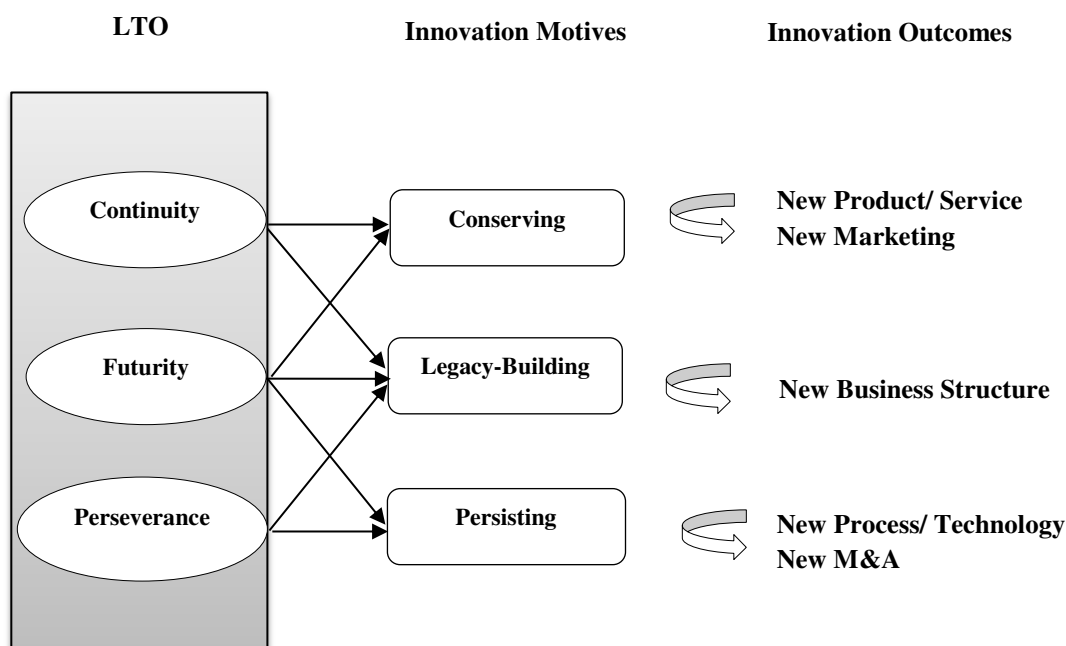 LTO
Innovation Motives
Innovation Outcomes
Continuity
Conserving
New Product/ Service
New Marketing
Futurity
Legacy-Building
New Business Structure
Perseverance
Persisting
New Process/ Technology
New M&A